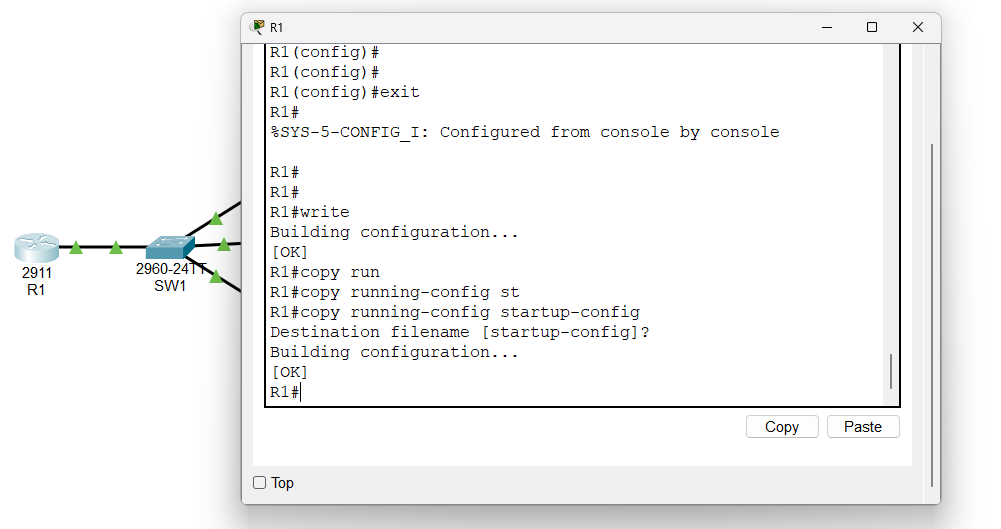 R1
R1(config)#
R1(config)#
R1(config)#exit
R1#
%SYS-5-CONFIG_I: Configured from console by console
R1#
R1#
R1#write
Building configuration...
[OK]
R1#copy run
R1#copy running-config st
R1#copy running-config startup-config
Destination filename [startup-config]?
Building configuration...
[OK]
R1#
Copy
Paste
Top
2911
R1
2960-24TT
SW1